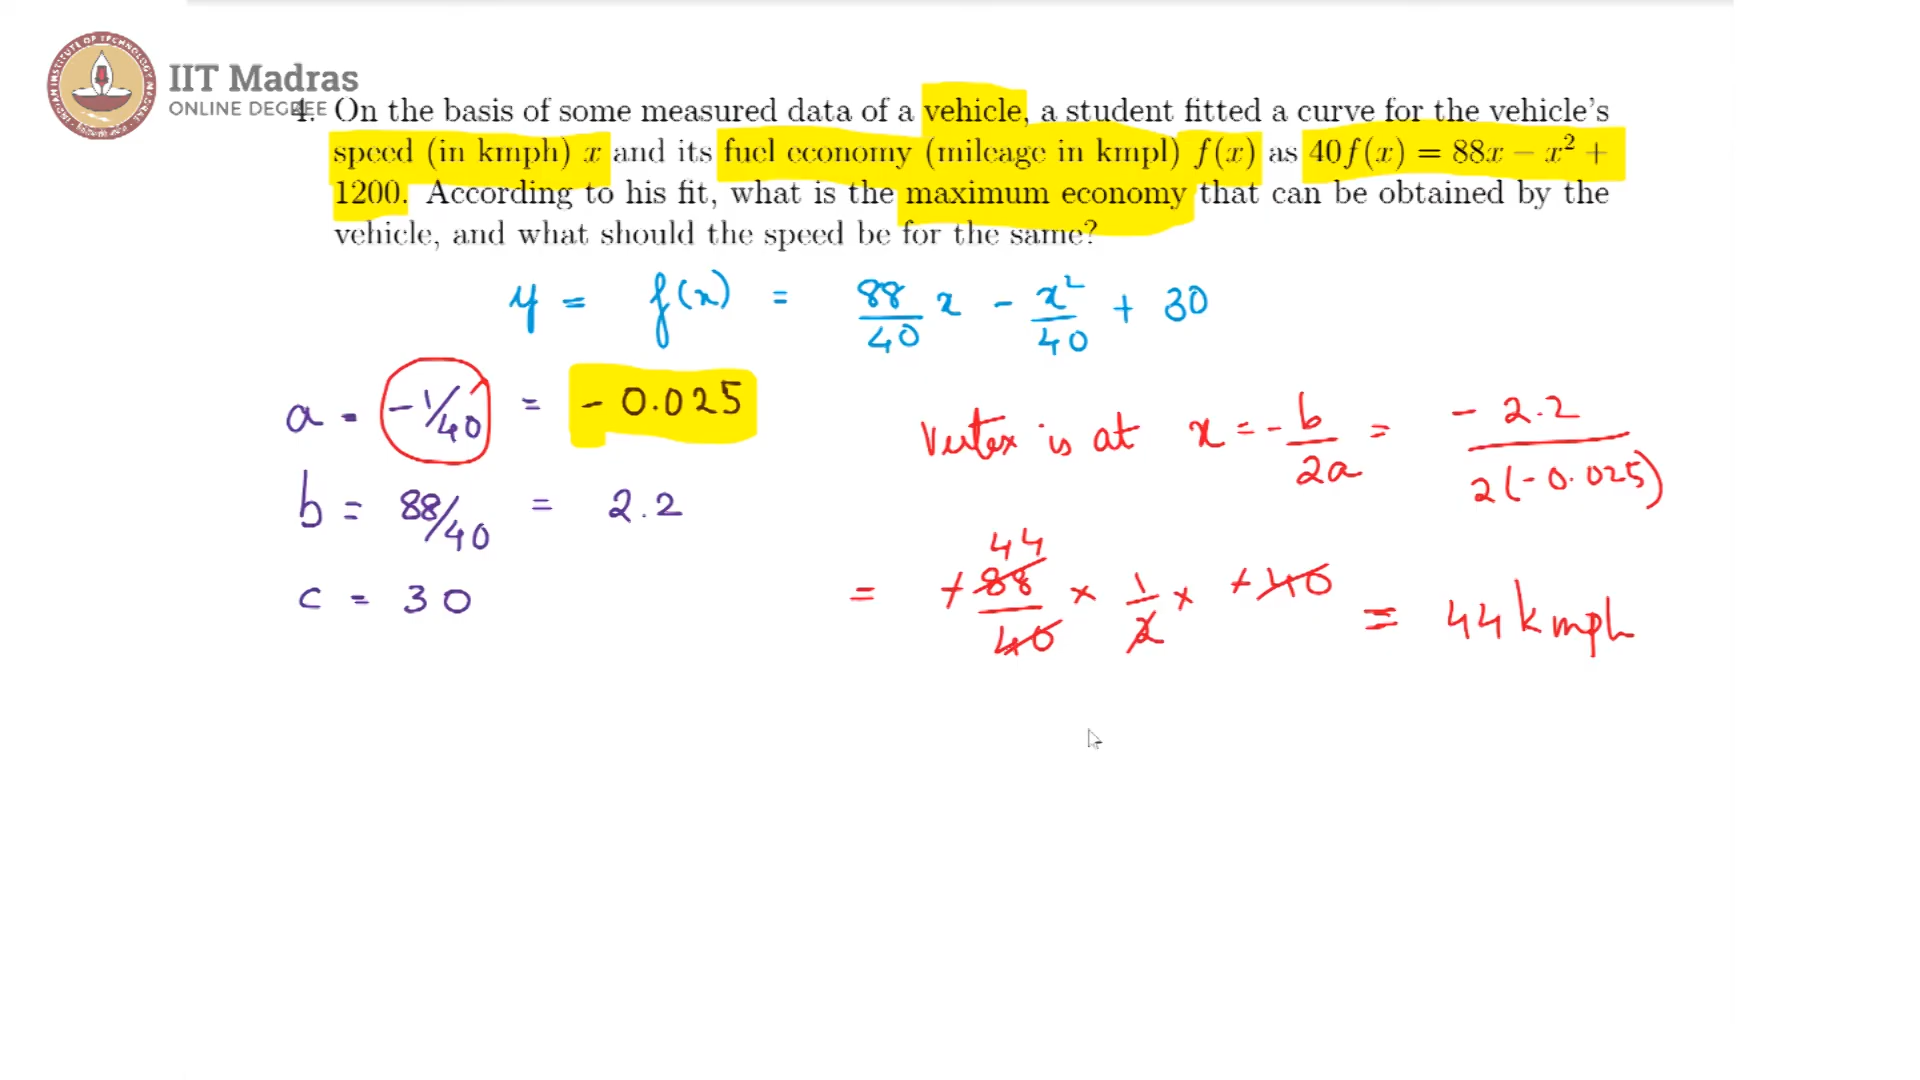 IIT Madras
ONLINE DEGREE
4. On the basis of some measured data of a vehicle, a student fitted a curve for the vehicle's
speed (in kmph) x and its fuel economy (mileage in kmpl) f(x) as 40f(x) = 88x − x² +
1200. According to his fit, what is the maximum economy that can be obtained by the
vehicle, and what should the speed be for the same?
y = f(x) = 88/40 x - x²/40 + 30
a = -1/40 = -0.025
Vertex is at x = -b/2a = -2.2/2(-0.025)
b = 88/40 = 2.2
44
= +88/40 × 1/2 × +40 = 44 kmph
c = 30